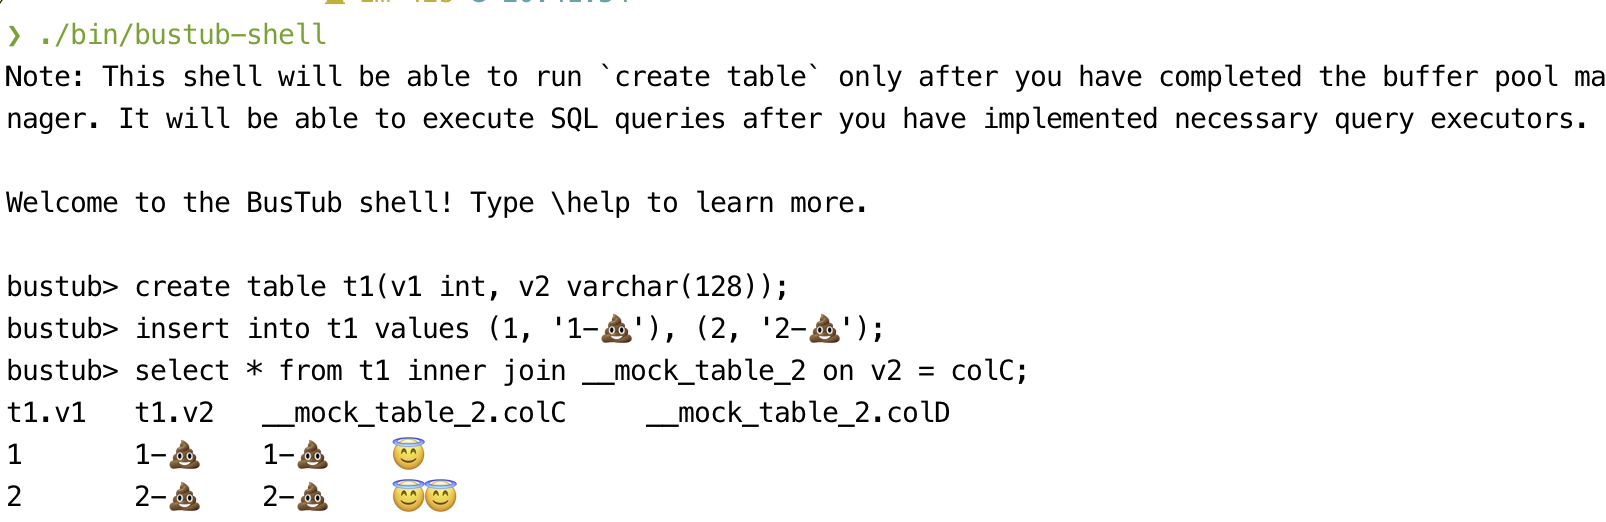 ❯ ./bin/bustub-shell
Note: This shell will be able to run `create table` only after you have completed the buffer pool ma
nager. It will be able to execute SQL queries after you have implemented necessary query executors.
Welcome to the BusTub shell! Type \help to learn more.
bustub> create table t1(v1 int, v2 varchar(128));
bustub> insert into t1 values (1, '1-💩'), (2, '2-💩');
bustub> select * from t1 inner join __mock_table_2 on v2 = colC;
t1.v1   t1.v2   __mock_table_2.colC     __mock_table_2.colD
1       1-💩    1-💩    😇
2       2-💩    2-💩    😇😇